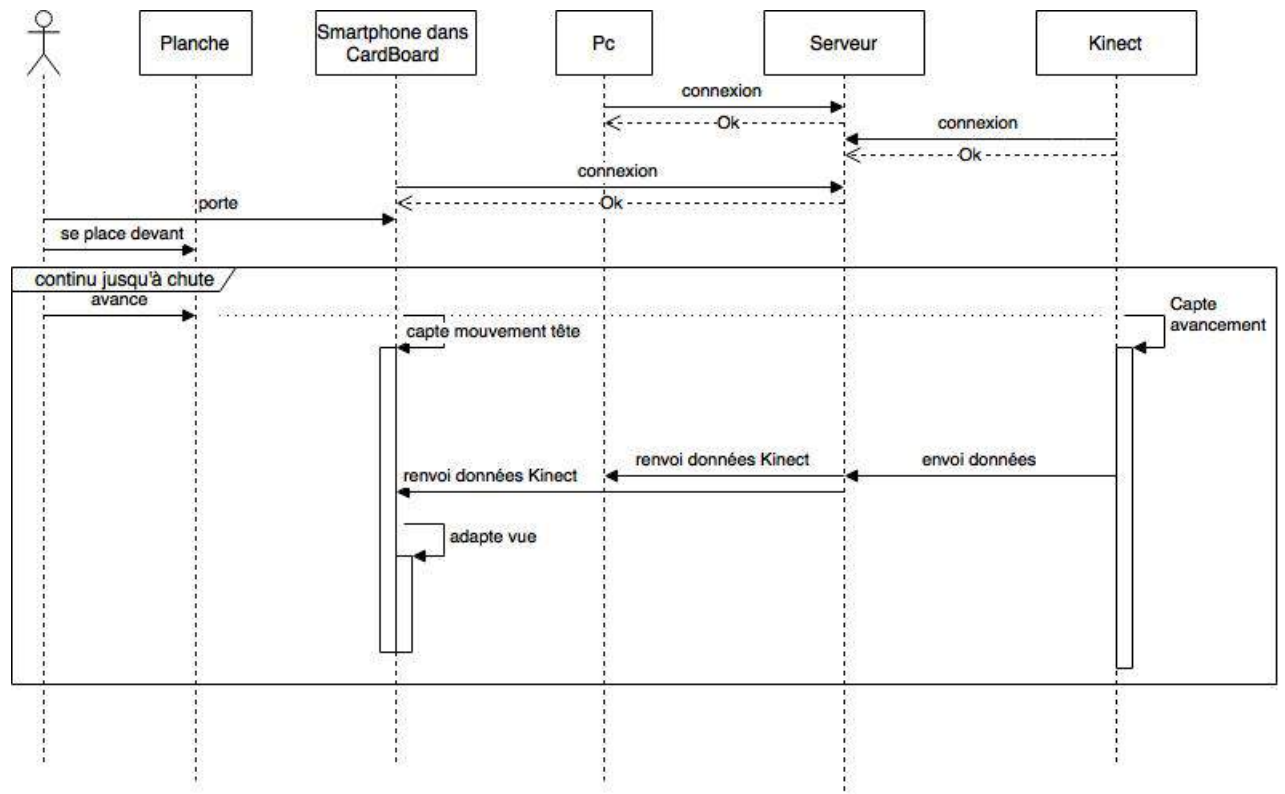 Planche
Smartphone dans
CardBoard
Pc
Serveur
Kinect
connexion
Ok
connexion
Ok
connexion
Ok
porte
se place devant
continu jusqu'à chute
avance
Capte
avancement
capte mouvement tête
renvoi données Kinect
envoi données
renvoi données Kinect
adapte vue